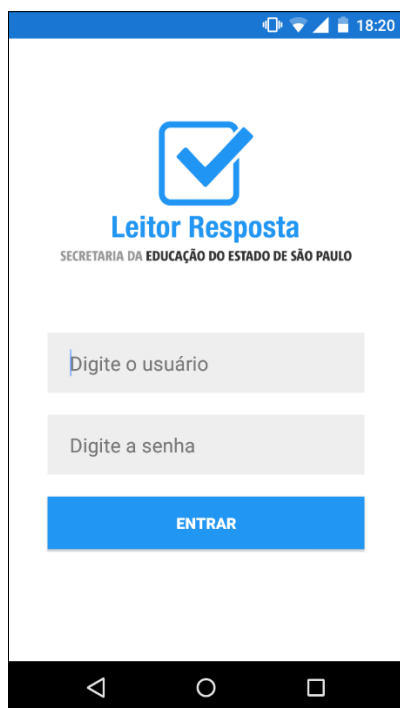 18:20
Leitor Resposta
SECRETARIA DA EDUCAÇÃO DO ESTADO DE SÃO PAULO
Digite o usuário
Digite a senha
ENTRAR